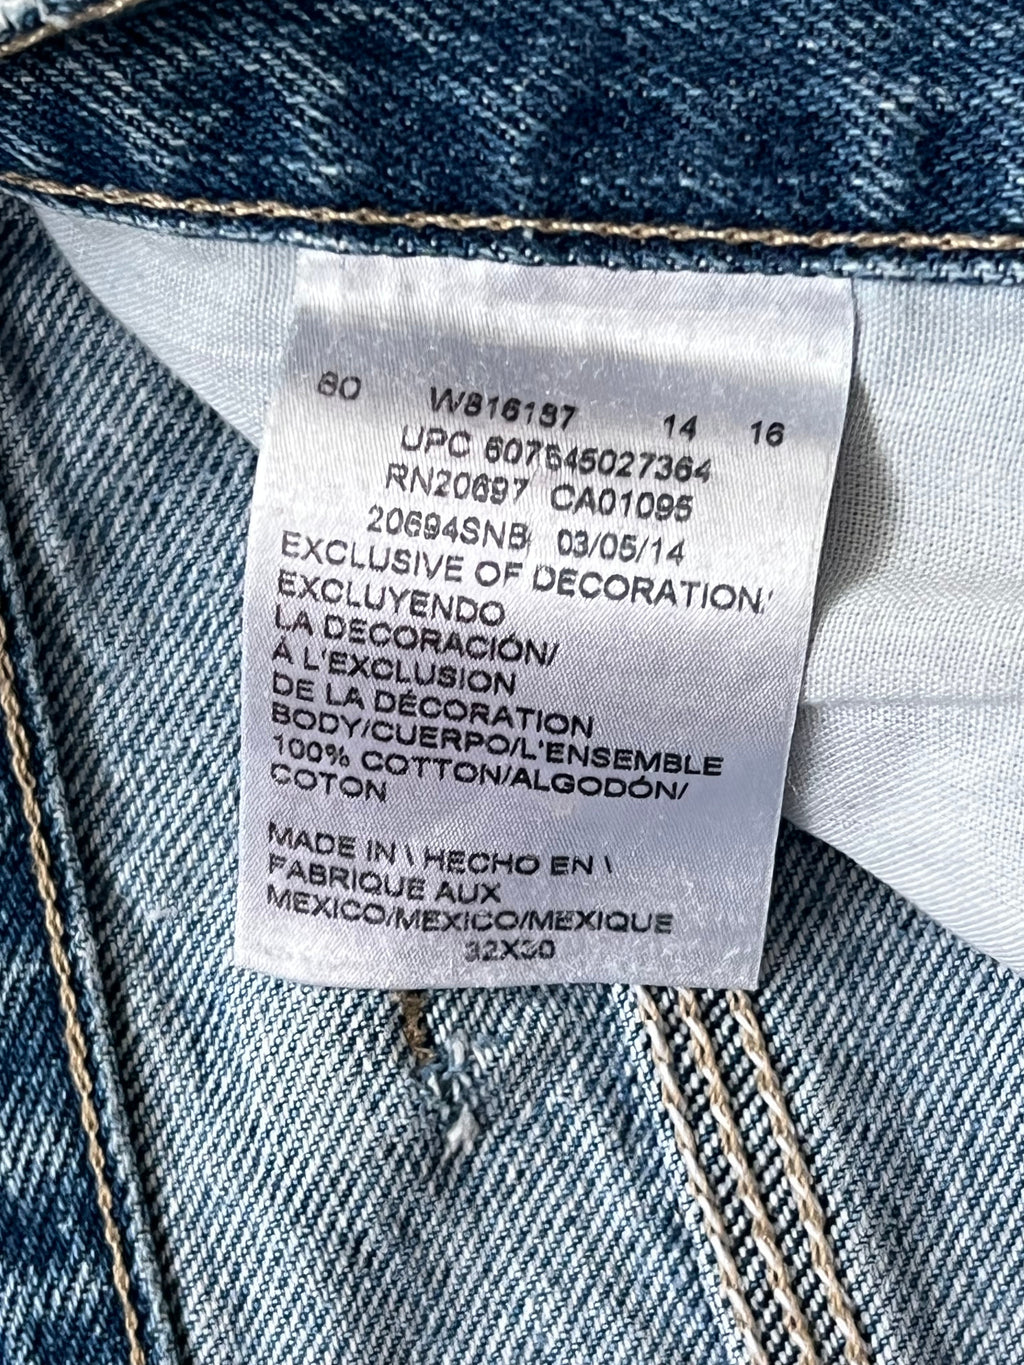 60 W816187 14 16
UPC 607645027364
RN20697 CA01095
20694SNB 03/05/14
EXCLUSIVE OF DECORATION/
EXCLUYENDO
LA DECORACIÓN/
À L'EXCLUSION
DE LA DÉCORATION
BODY/CUERPO/L'ENSEMBLE
100% COTTON/ALGODÓN/
COTON
MADE IN \ HECHO EN \
FABRIQUE AUX
MEXICO/MEXICO/MEXIQUE
32X30